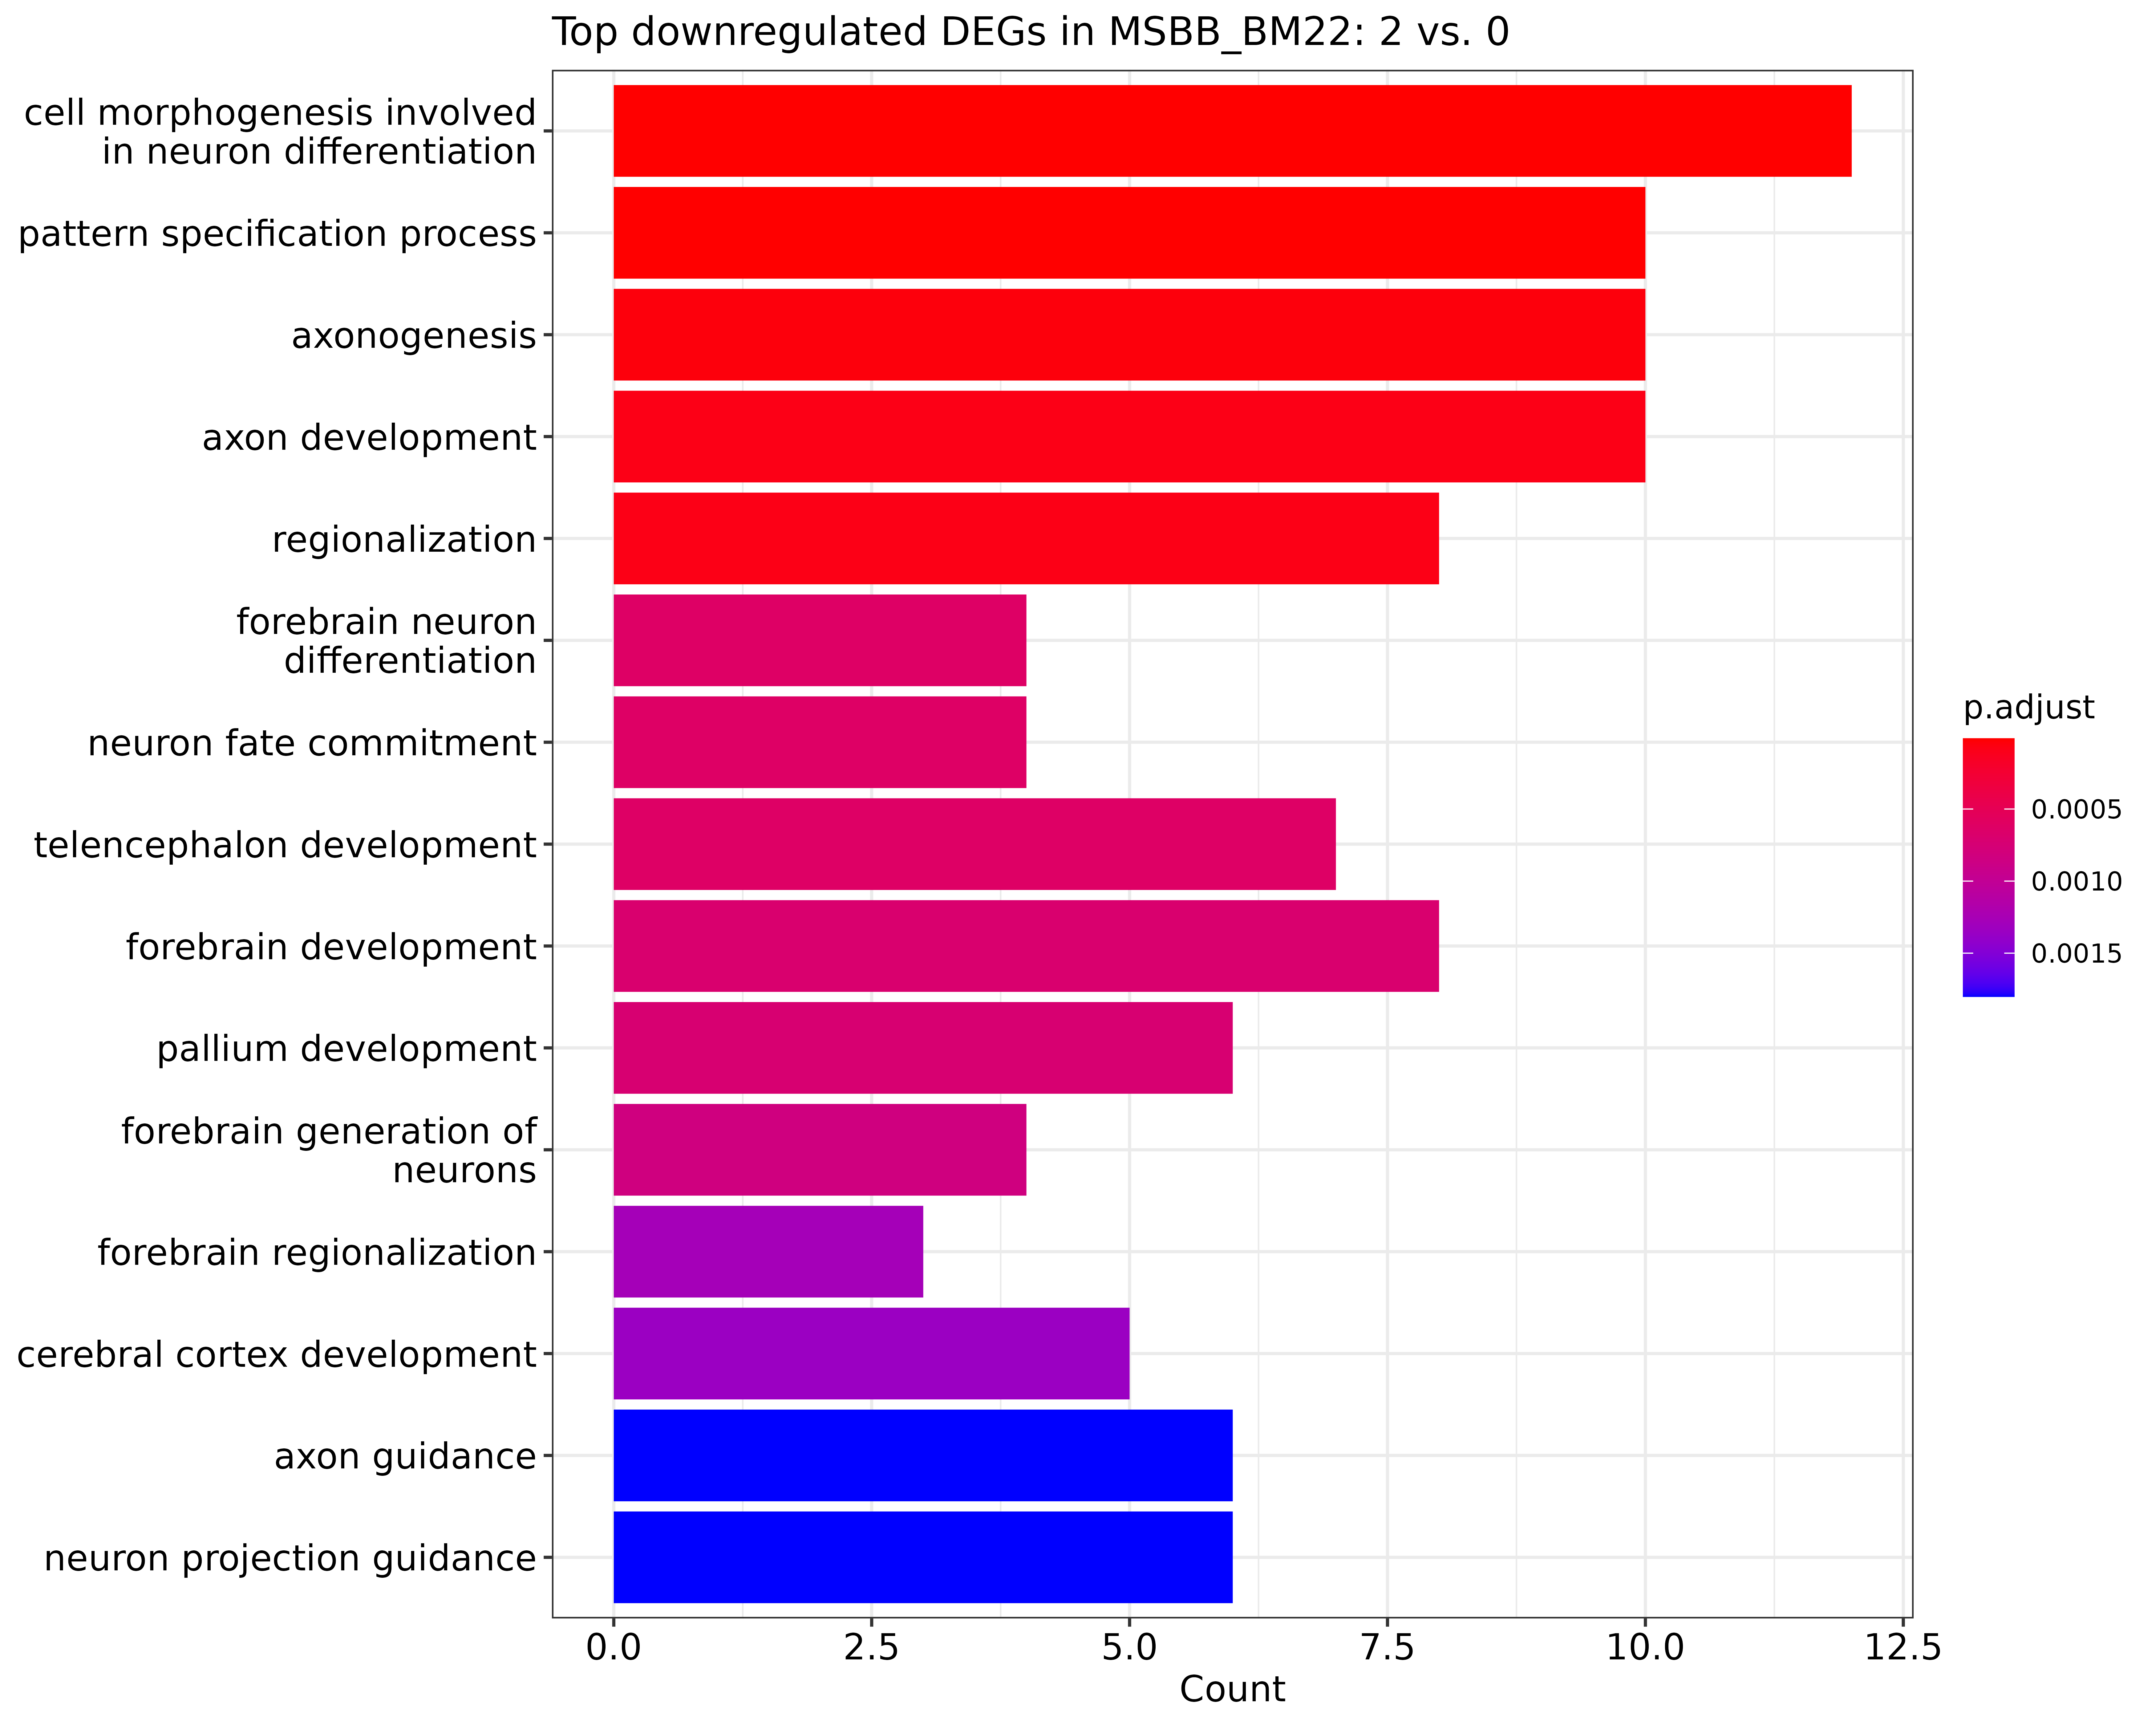 Top downregulated DEGs in MSBB_BM22: 2 vs. 0
cell morphogenesis involved
in neuron differentiation
pattern specification process
axonogenesis
axon development
regionalization
forebrain neuron
differentiation
neuron fate commitment
telencephalon development
forebrain development
pallium development
forebrain generation of
neurons
forebrain regionalization
cerebral cortex development
axon guidance
neuron projection guidance
0.0 2.5 5.0 7.5 10.0 12.5
Count
p.adjust
0.0005
0.0010
0.0015